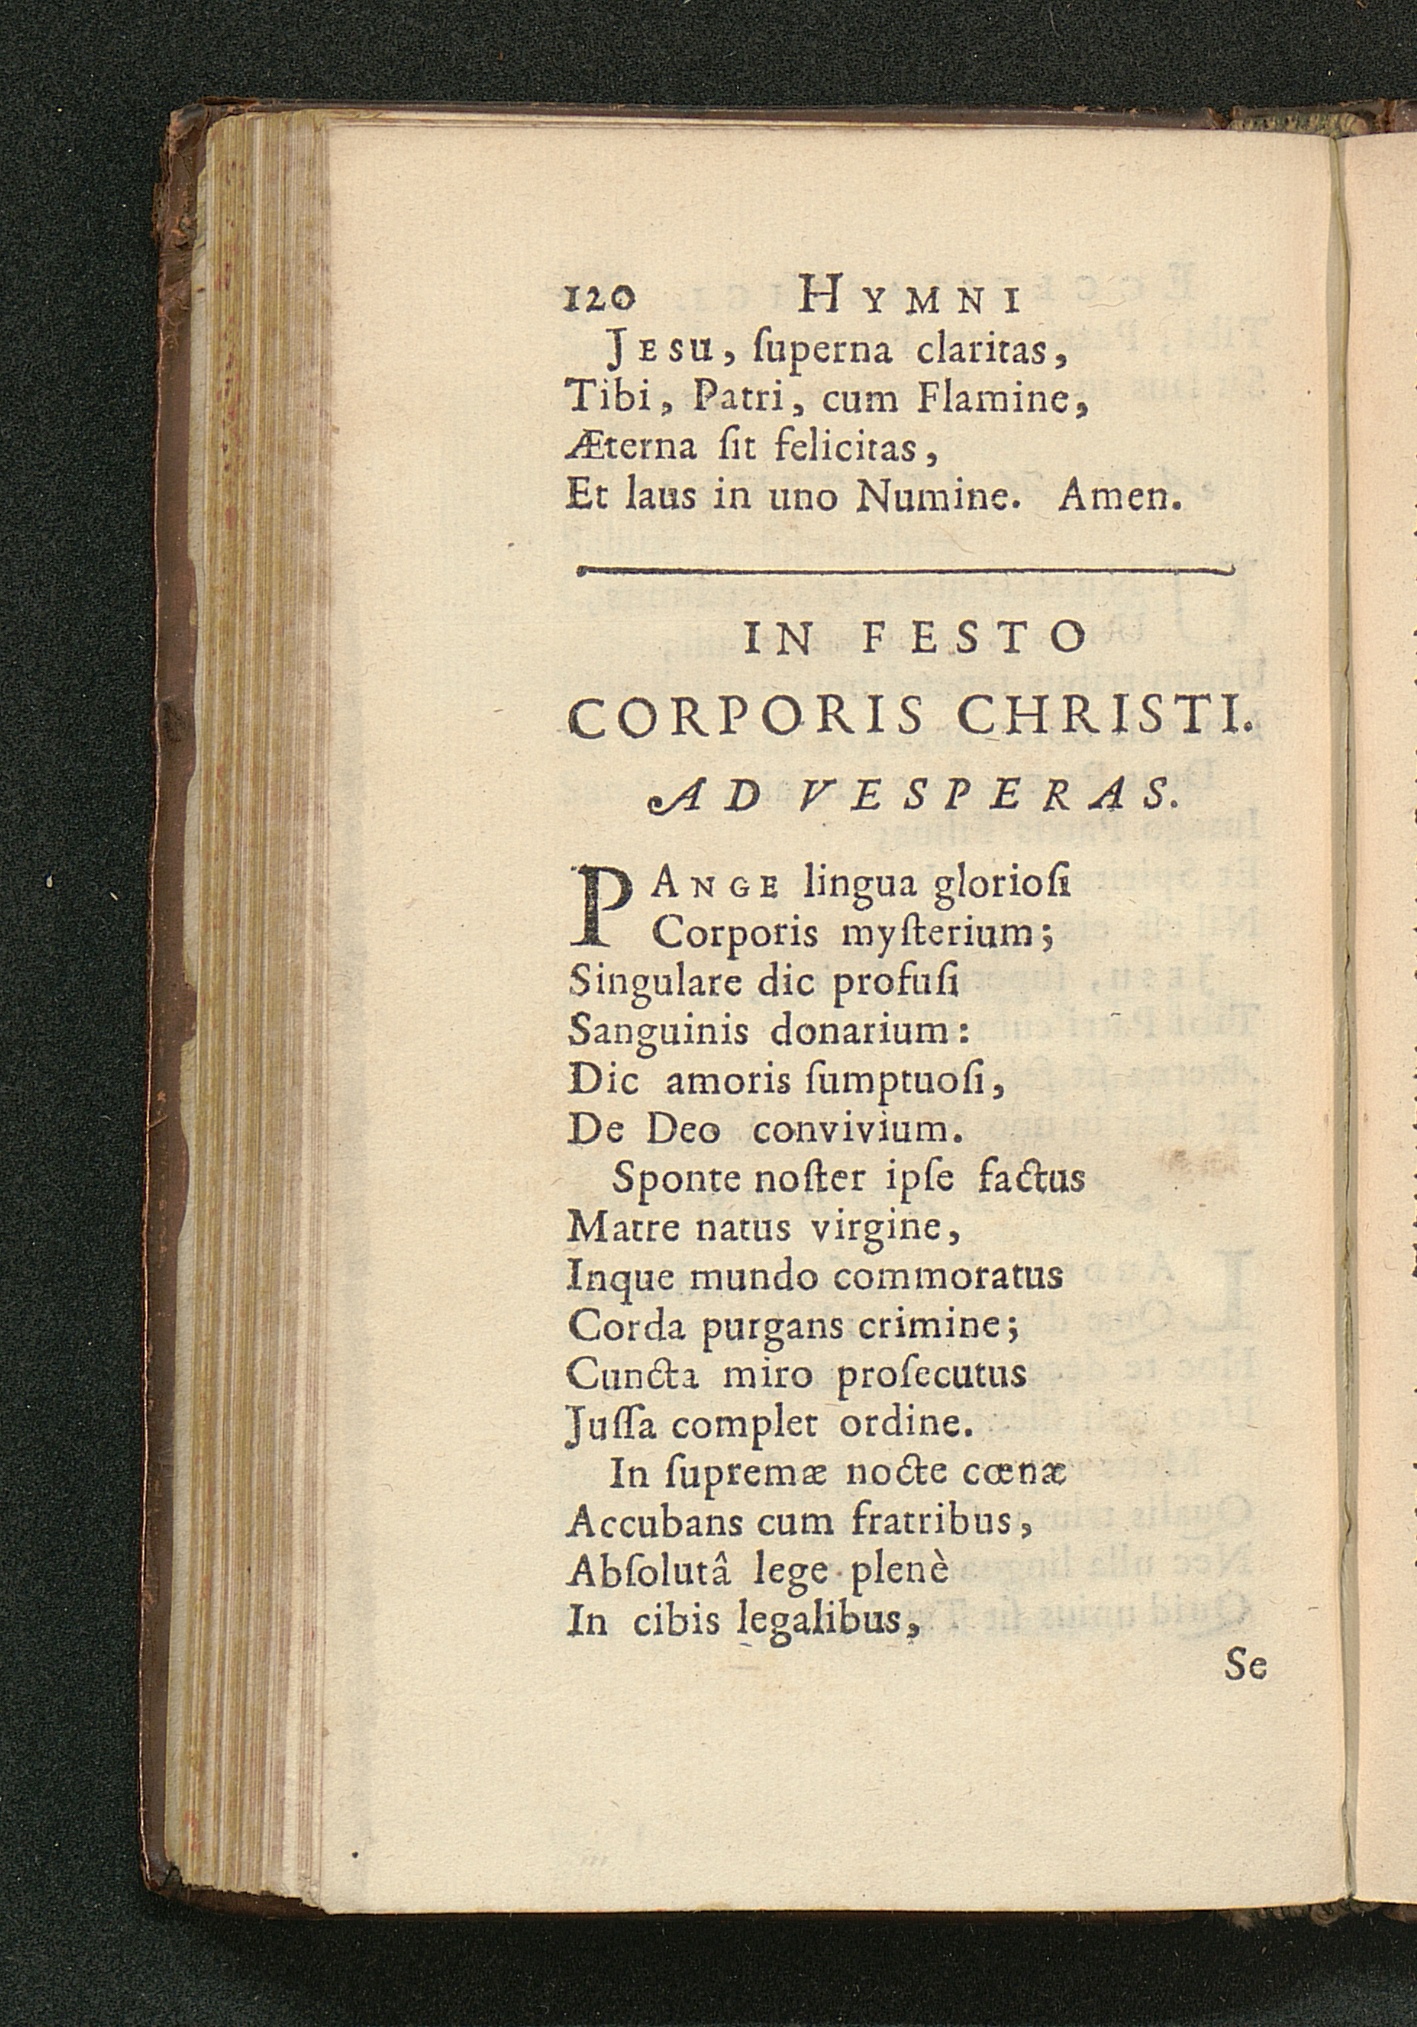 120 HYMNI
JESU, ſuperna claritas,
Tibi, Patri, cum Flamine,
Æterna ſit felicitas,
Et laus in uno Numine. Amen.
IN FESTO
CORPORIS CHRISTI.
AD VESPERAS.
PANGE lingua glorioſi
Corporis myſterium;
Singulare dic profuſi
Sanguinis donarium:
Dic amoris ſumptuoſi,
De Deo convivium.
Sponte noſter ipſe factus
Matre natus virgine,
Inque mundo commoratus
Corda purgans crimine;
Cuncta miro proſecutus
Juſſa complet ordine.
In ſupremæ nocte cœnæ
Accubans cum fratribus,
Abſolutâ lege plenè
In cibis legalibus,
Se